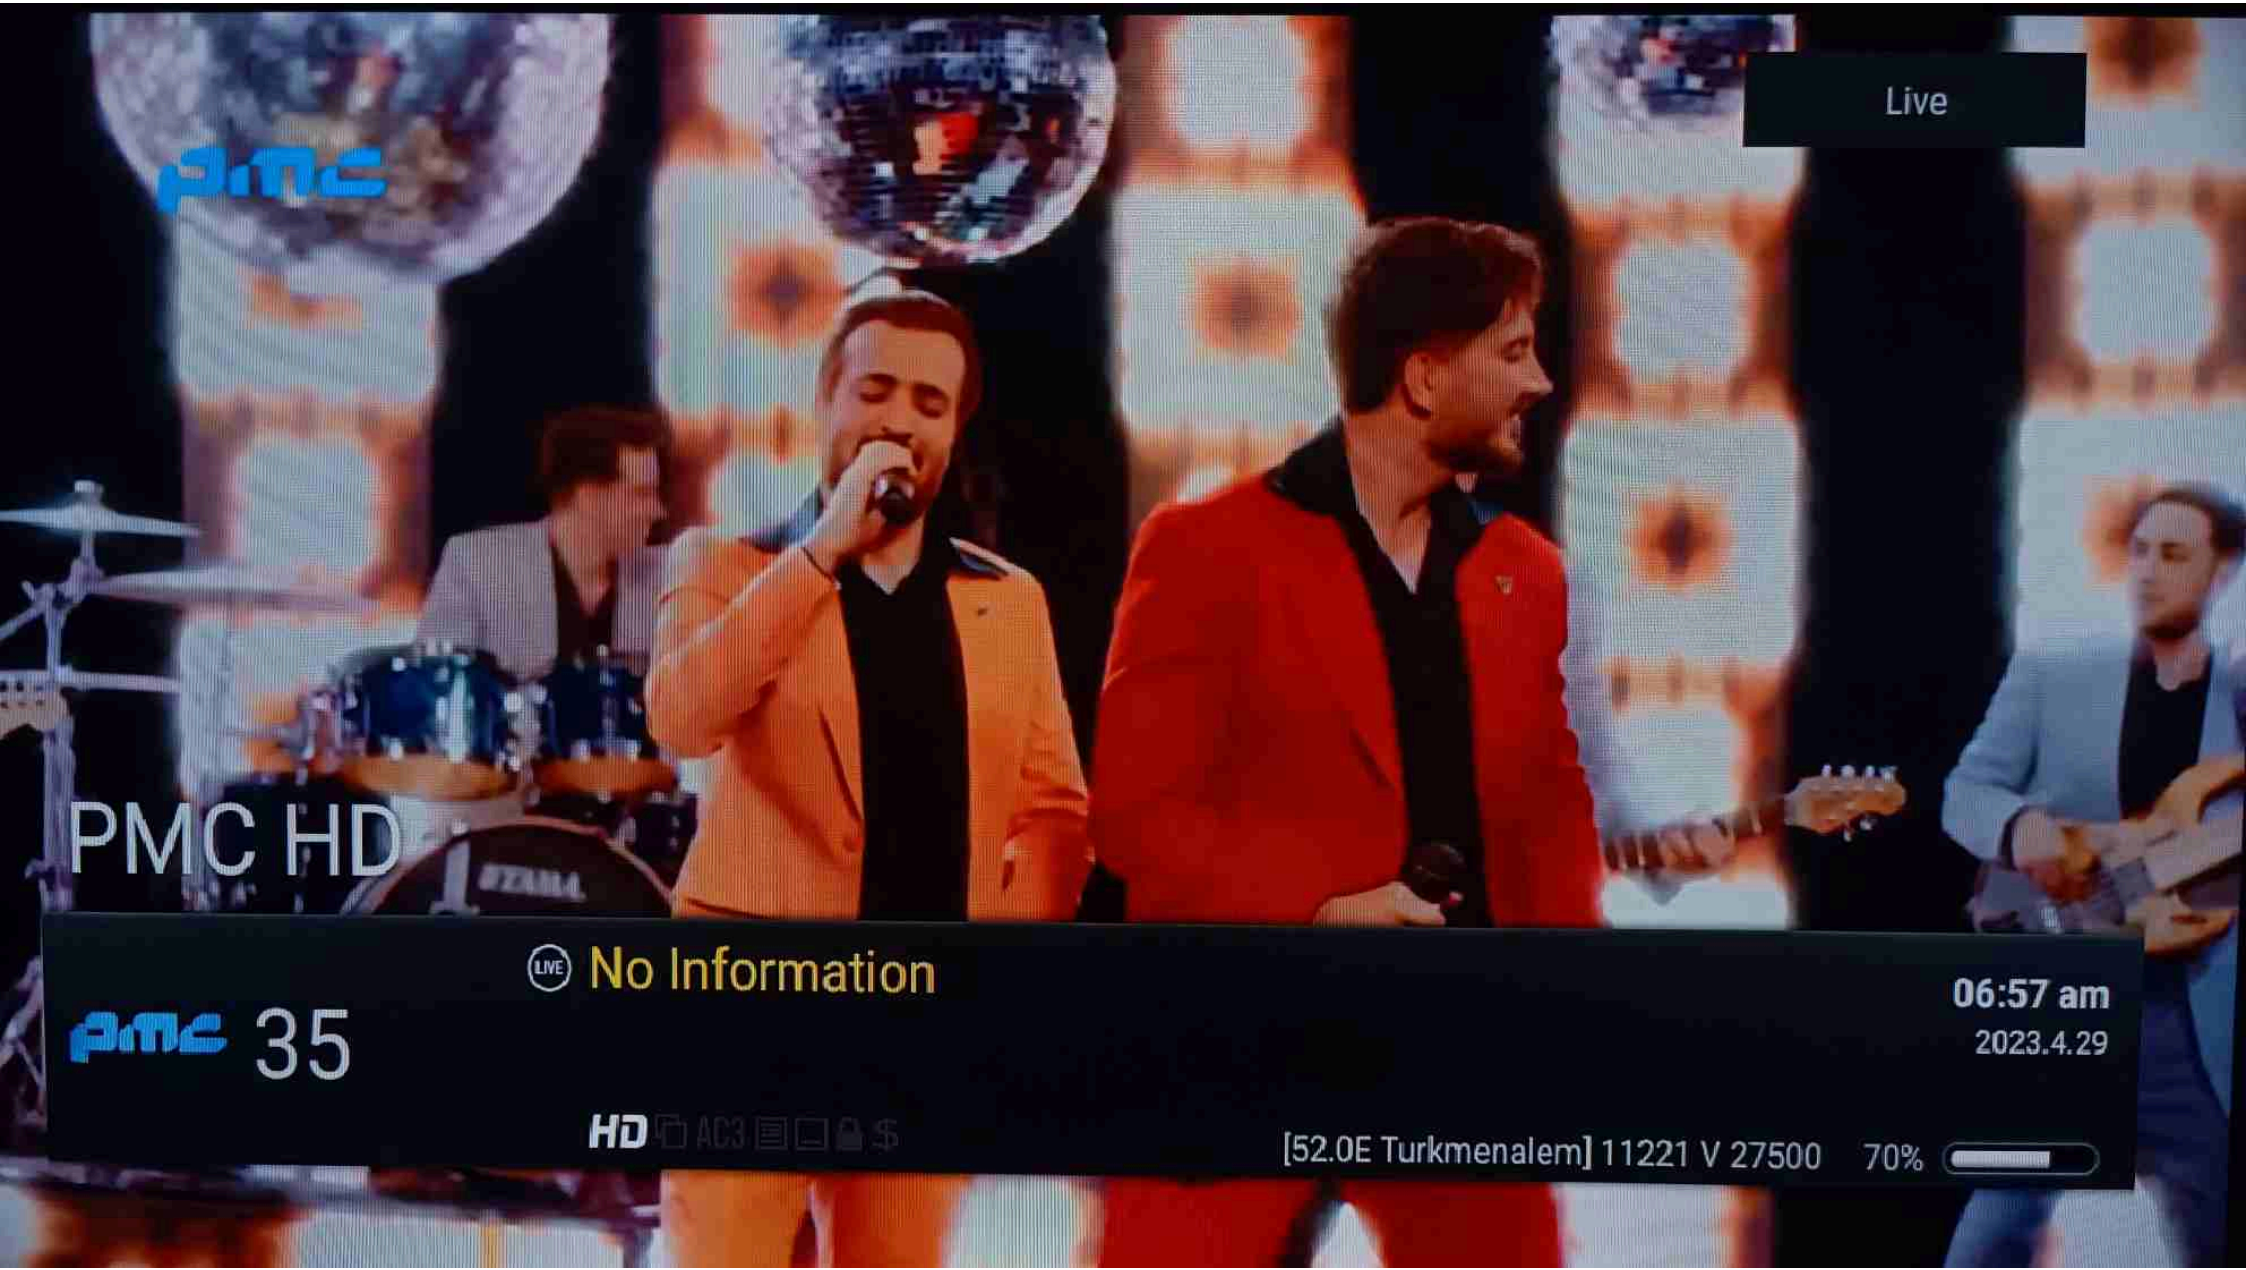 Live
pmc
PMC HD
TAMA
LIVE No Information
pmc 35
06:57 am
2023.4.29
HD AC3 $
[52.0E Turkmenalem] 11221 V 27500 70%